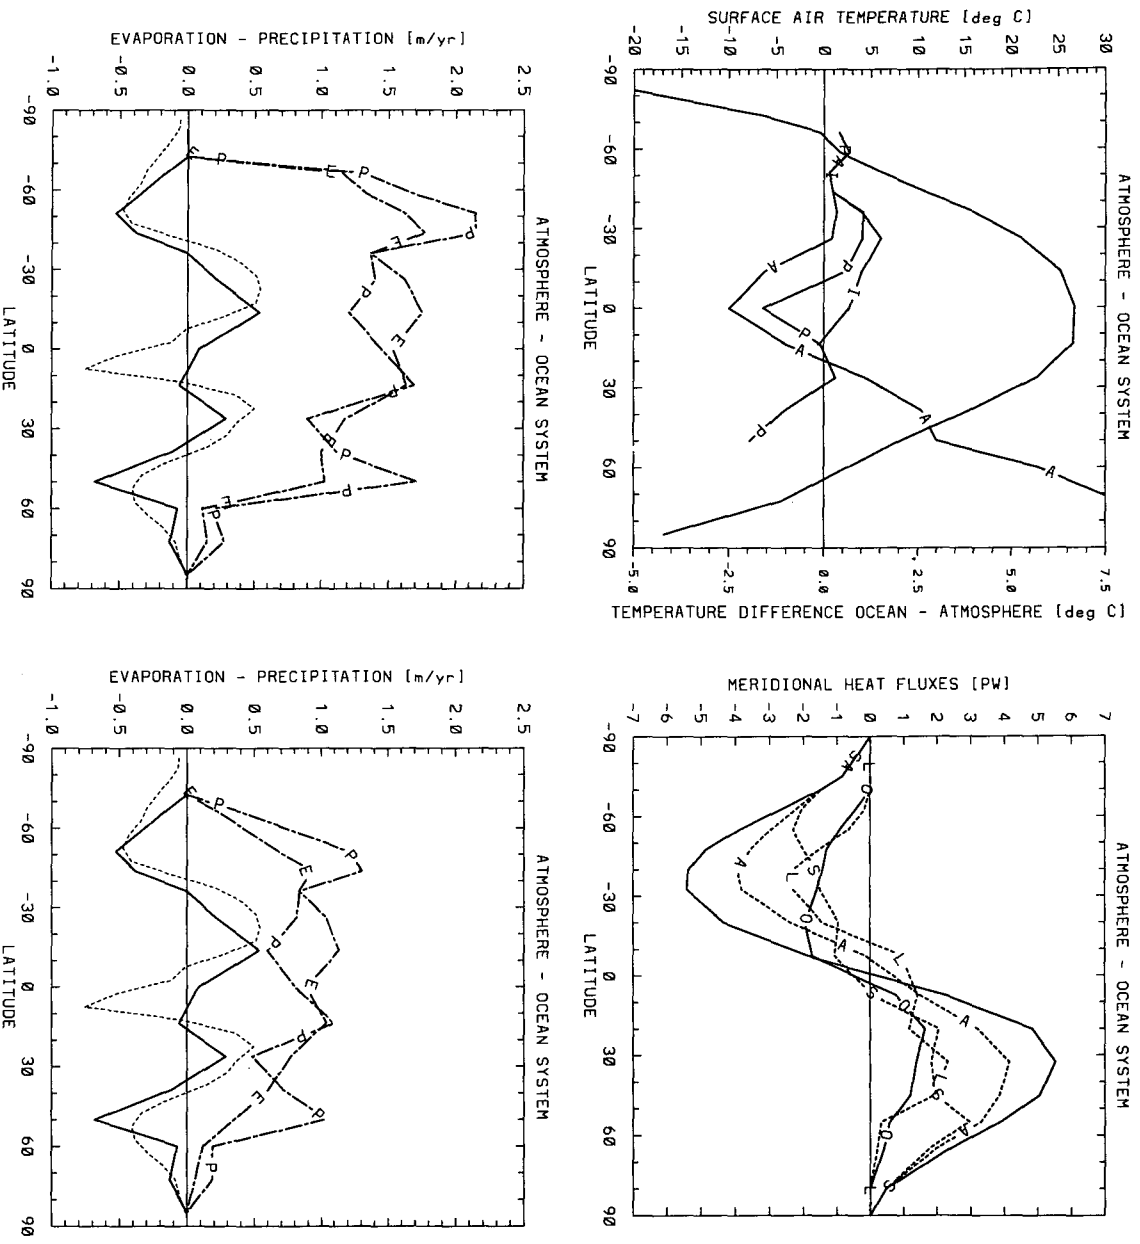 SURFACE AIR TEMPERATURE [deg C]
-20 -15 -10 -5 0 5 10 15 20 25 30
ATMOSPHERE - OCEAN SYSTEM
-90 -60 -30 0 30 60 90
LATITUDE
P
A
I
A
P
I
P
A
A
P
A
-5.0 -2.5 0.0 2.5 5.0 7.5
TEMPERATURE DIFFERENCE OCEAN - ATMOSPHERE [deg C]
MERIDIONAL HEAT FLUXES [PW]
-7 -6 -5 -4 -3 -2 -1 0 1 2 3 4 5 6 7
ATMOSPHERE - OCEAN SYSTEM
-90 -60 -30 0 30 60 90
LATITUDE
S
L
A
O
A
S
L
O
A
L
S
O
A
L
S
A
O
L
S
EVAPORATION - PRECIPITATION [m/yr]
-1.0 -0.5 0.0 0.5 1.0 1.5 2.0 2.5
ATMOSPHERE - OCEAN SYSTEM
-90 -60 -30 0 30 60 90
LATITUDE
E
P
E
P
P
E
P
E
P
E
P
P
E
P
EVAPORATION - PRECIPITATION [m/yr]
-1.0 -0.5 0.0 0.5 1.0 1.5 2.0 2.5
ATMOSPHERE - OCEAN SYSTEM
-90 -60 -30 0 30 60 90
LATITUDE
E
P
P
E
P
E
P
E
P
P